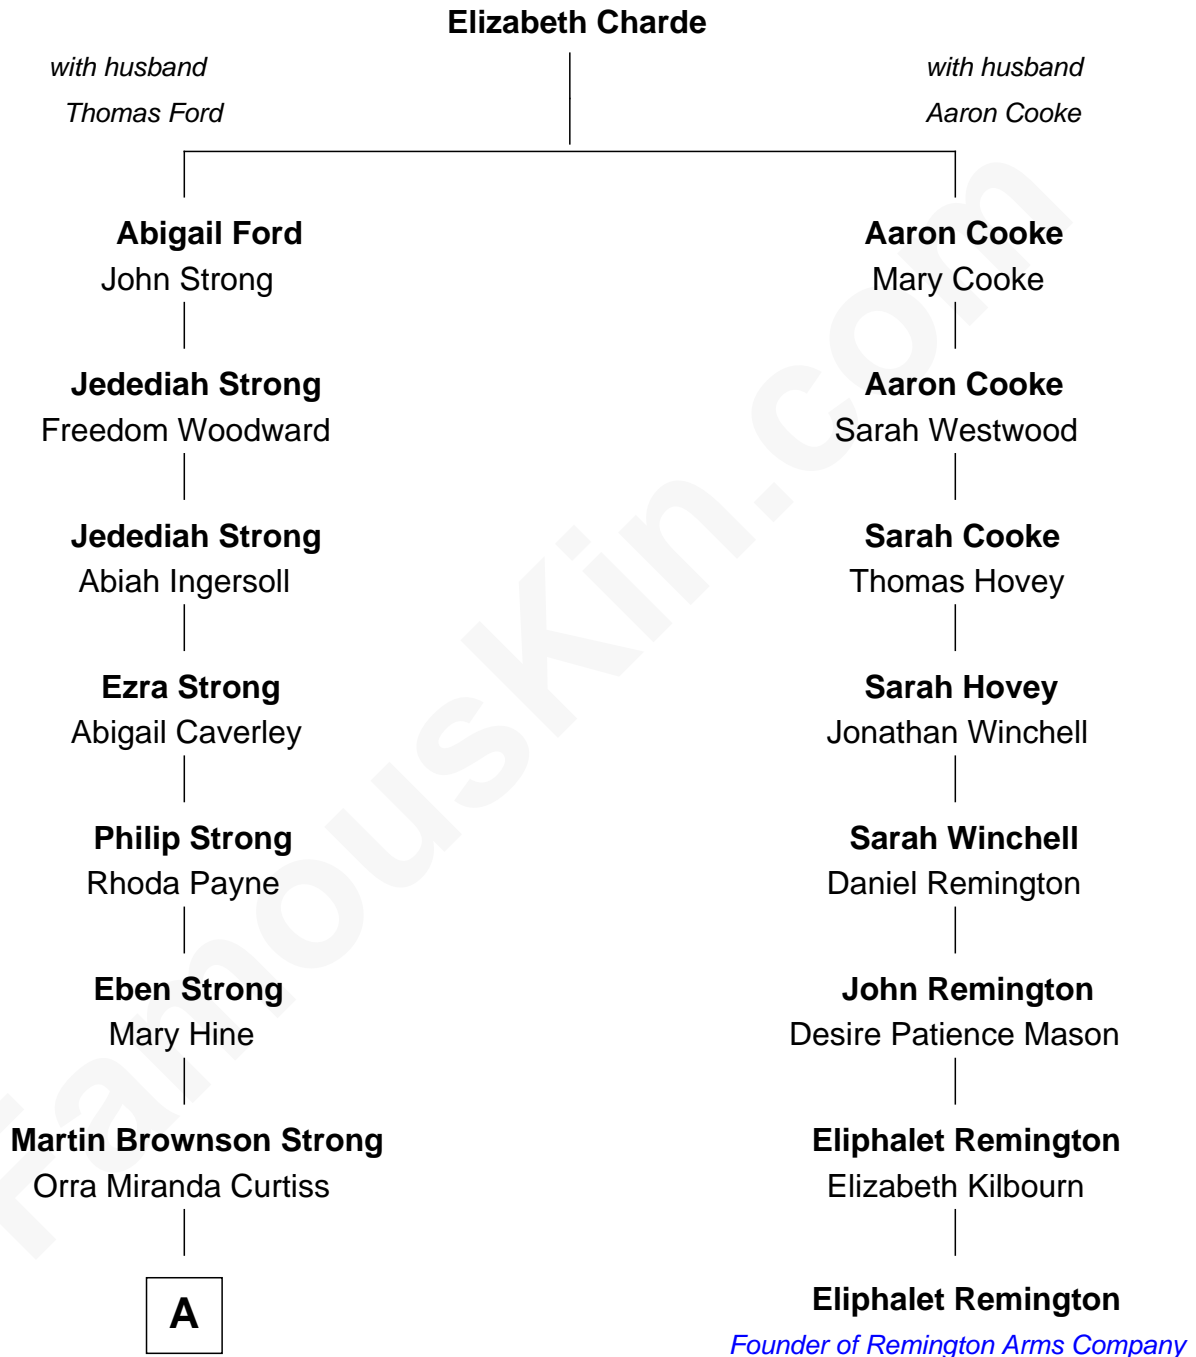 Elizabeth Charde
with husband
Thomas Ford
with husband
Aaron Cooke
Abigail Ford
John Strong
Aaron Cooke
Mary Cooke
Jedediah Strong
Freedom Woodward
Aaron Cooke
Sarah Westwood
Jedediah Strong
Abiah Ingersoll
Sarah Cooke
Thomas Hovey
Ezra Strong
Abigail Caverley
Sarah Hovey
Jonathan Winchell
Philip Strong
Rhoda Payne
Sarah Winchell
Daniel Remington
Eben Strong
Mary Hine
John Remington
Desire Patience Mason
Martin Brownson Strong
Orra Miranda Curtiss
Eliphalet Remington
Elizabeth Kilbourn
A
Eliphalet Remington
Founder of Remington Arms Company
FamousKin.com